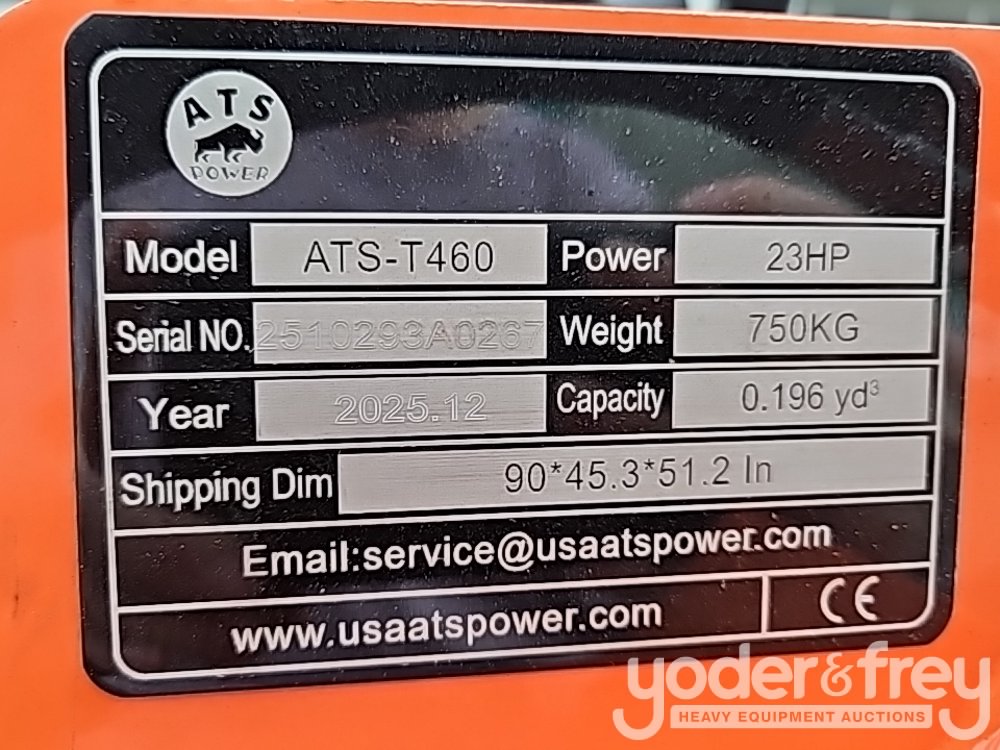 ATS
POWER
Model ATS-T460 Power 23HP
Serial NO. 2510293A0267 Weight 750KG
Year 2025.12 Capacity 0.196 yd³
Shipping Dim 90*45.3*51.2 In
Email:service@usaatspower.com
www.usaatspower.com CE
yoder&frey
HEAVY EQUIPMENT AUCTIONS